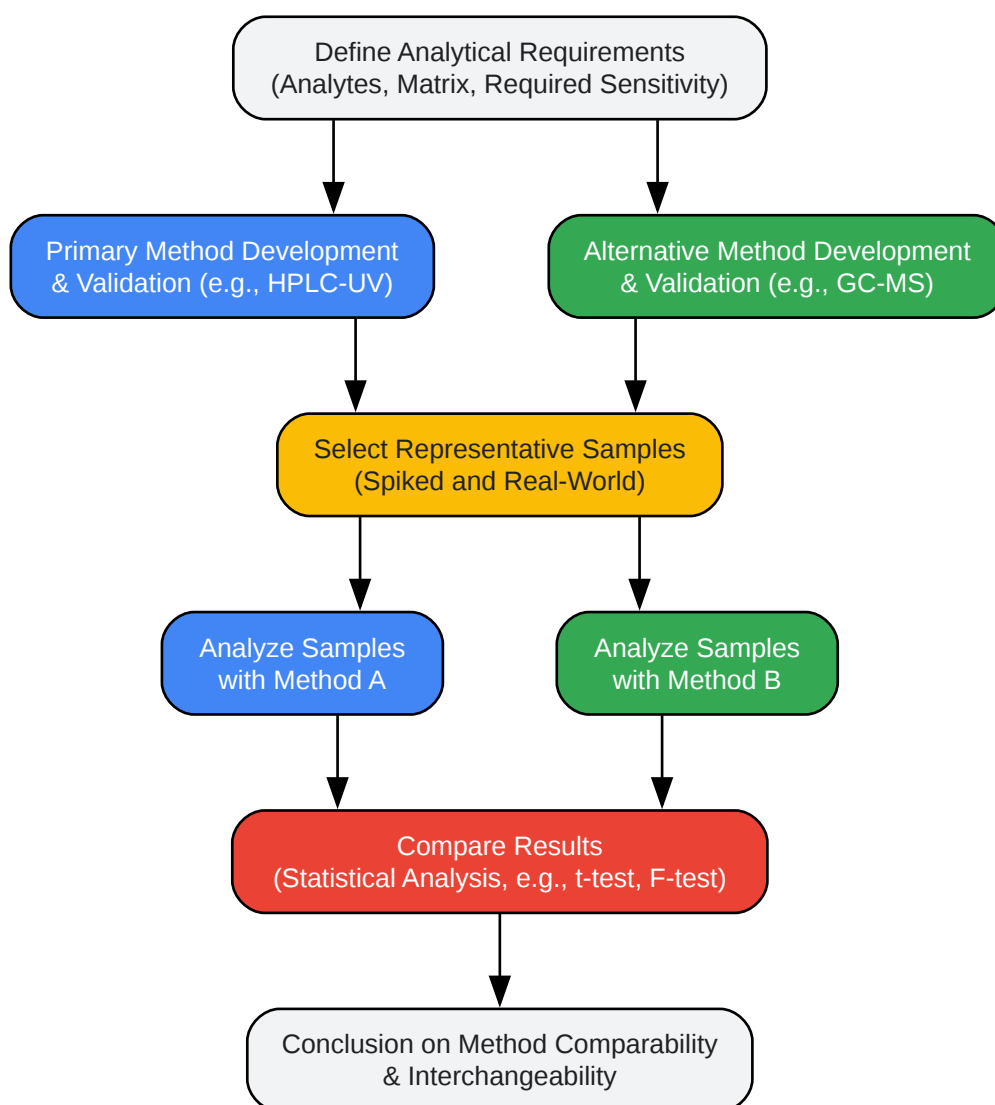 Define Analytical Requirements
(Analytes, Matrix, Required Sensitivity)
Primary Method Development
& Validation (e.g., HPLC-UV)
Alternative Method Development
& Validation (e.g., GC-MS)
Select Representative Samples
(Spiked and Real-World)
Analyze Samples
with Method A
Analyze Samples
with Method B
Compare Results
(Statistical Analysis, e.g., t-test, F-test)
Conclusion on Method Comparability
& Interchangeability